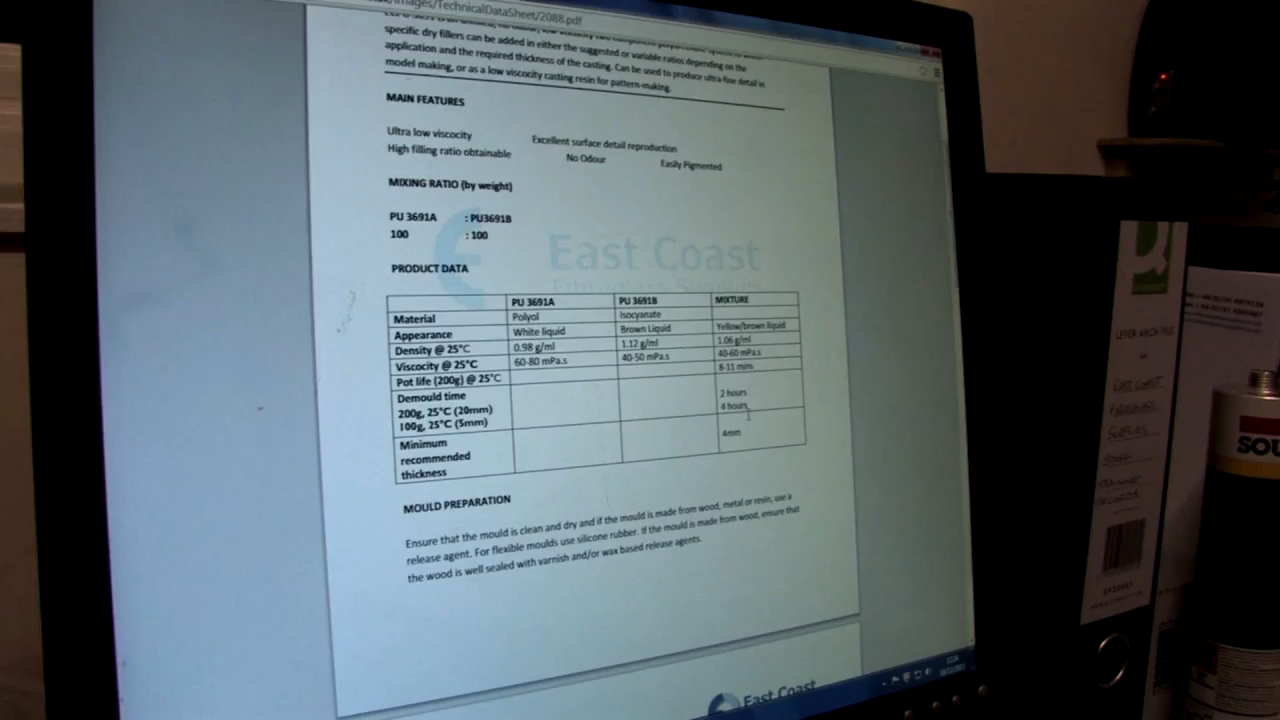 /images/TechnicalDataSheet/2088.pdf
specific dry fillers can be added in either the suggested or variable ratios depending on the
application and the required thickness of the casting. Can be used to produce ultra-fine detail in
model making, or as a low viscosity casting resin for pattern-making.
MAIN FEATURES
Ultra low viscocity Excellent surface detail reproduction
High filling ratio obtainable No Odour Easily Pigmented
MIXING RATIO (by weight)
PU 3691A : PU3691B
100 : 100
East Coast
PRODUCT DATA
PU 3691A PU 3691B MIXTURE
Material Polyol Isocyanate
Appearance White liquid Brown Liquid Yellow/brown liquid
Density @ 25°C 0.98 g/ml 1.12 g/ml 1.06 g/ml
Viscocity @ 25°C 60-80 mPa.s 40-50 mPa.s 40-60 mPa.s
Pot life (200g) @ 25°C 8-11 mins
Demould time
200g, 25°C (20mm) 2 hours
100g, 25°C (5mm) 4 hours
Minimum
recommended
thickness 4mm
MOULD PREPARATION
Ensure that the mould is clean and dry and if the mould is made from wood, metal or resin, use a
release agent. For flexible moulds use silicone rubber. If the mould is made from wood, ensure that
the wood is well sealed with varnish and/or wax based release agents.
East Coast
LEVER ARCH FILE
A4
EAST COAST
SUPPLIES
SOU